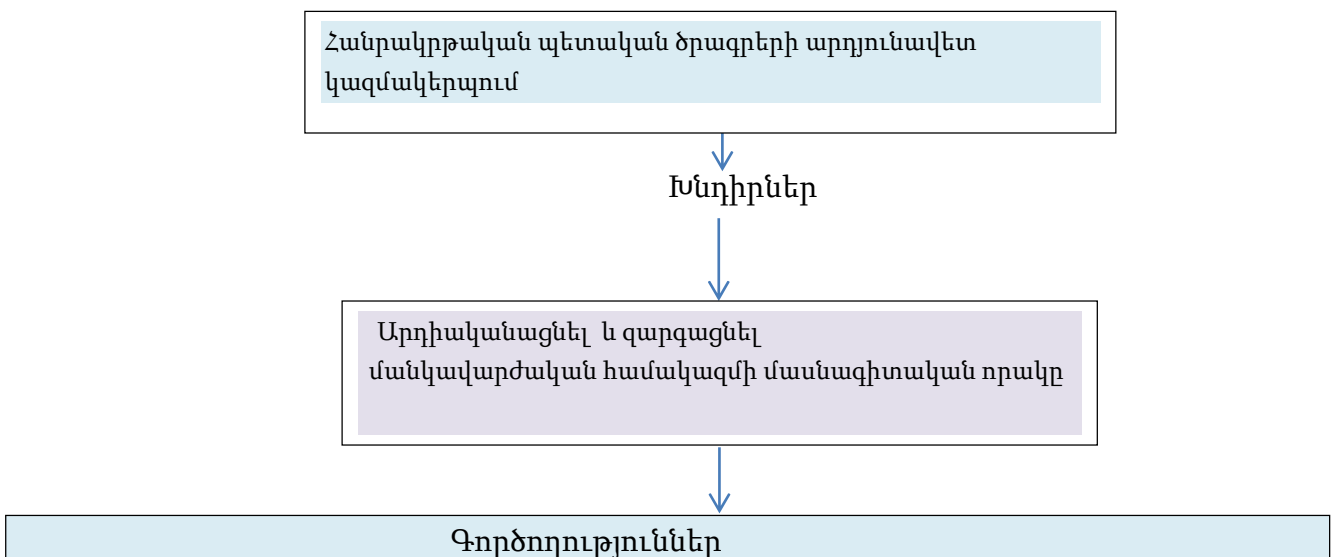 Հանրակրթական պետական ծրագրերի արդյունավետ
կազմակերպում
Խնդիրներ
Արդիականացնել և զարգացնել
մանկավարժական համակազմի մասնագիտական որակը
Գործողություններ